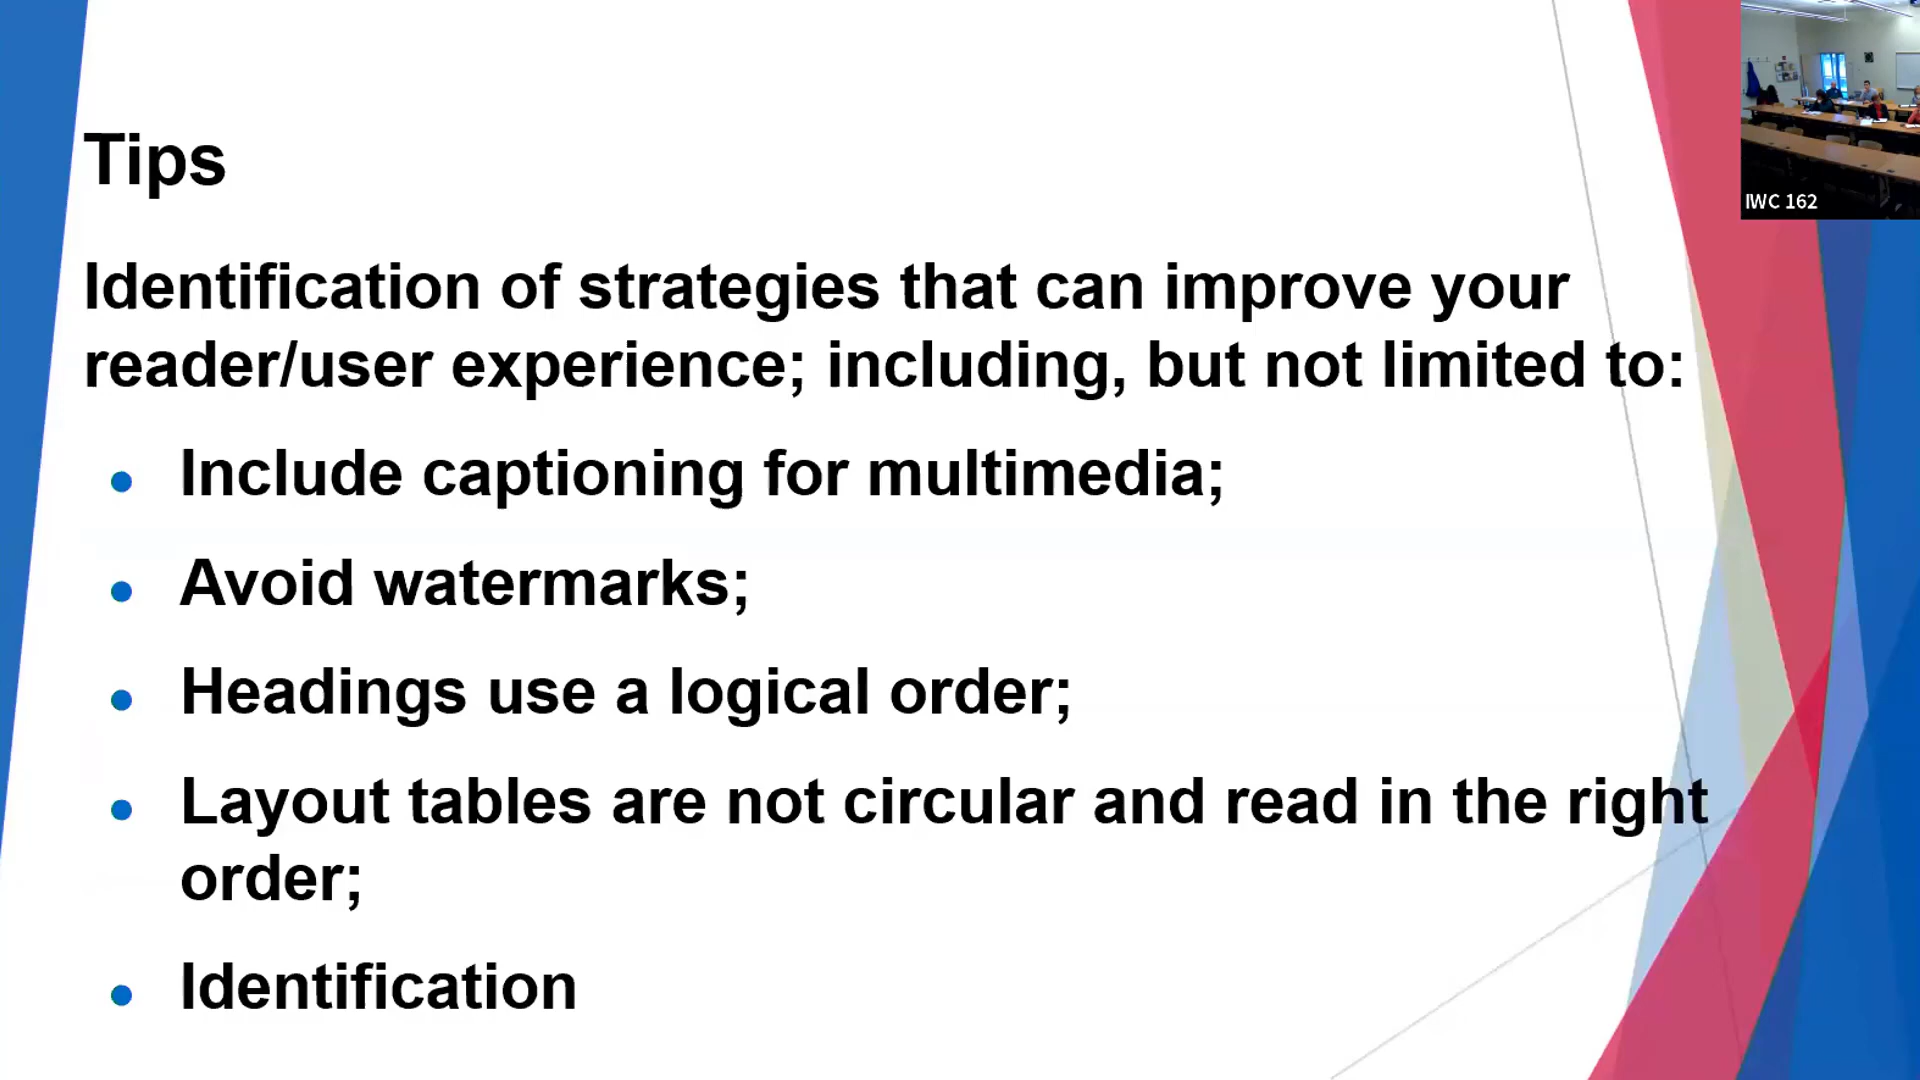 Tips
Identification of strategies that can improve your
reader/user experience; including, but not limited to:
Include captioning for multimedia;
Avoid watermarks;
Headings use a logical order;
Layout tables are not circular and read in the right
order;
Identification
IWC 162